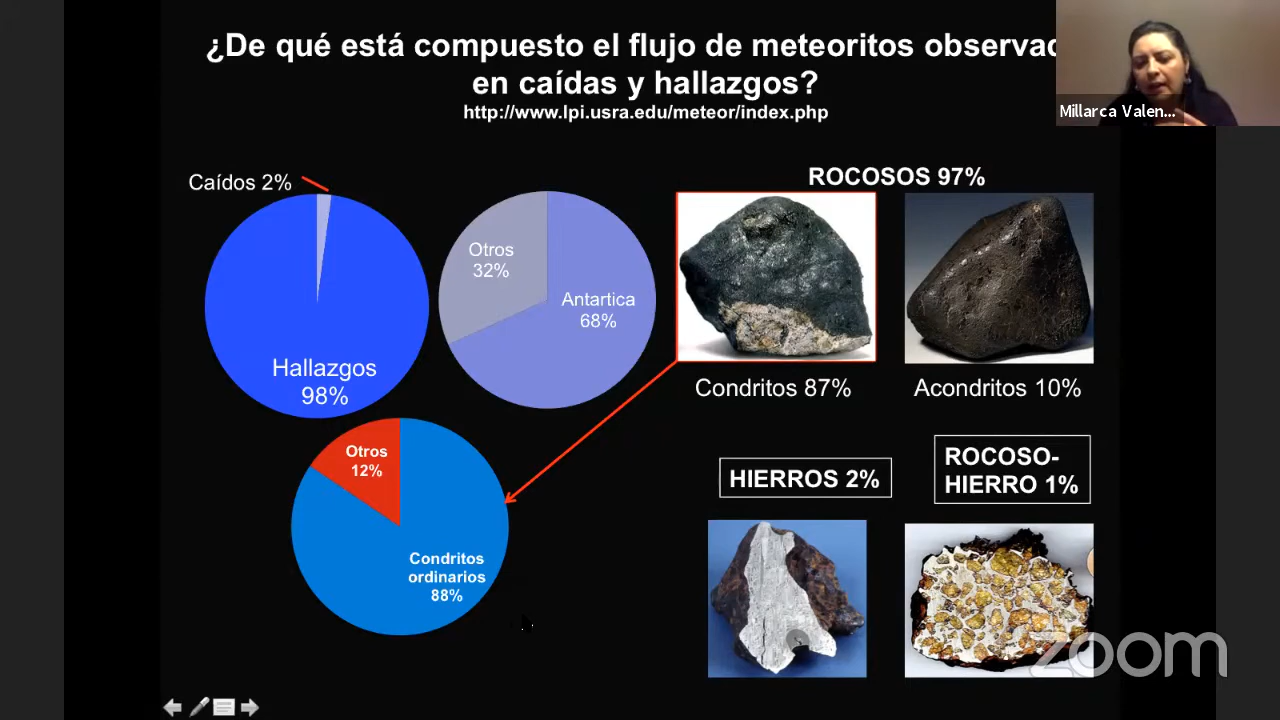 ¿De qué está compuesto el flujo de meteoritos observac
en caídas y hallazgos?
http://www.lpi.usra.edu/meteor/index.php
Millarca Valen...
Caídos 2%
Hallazgos
98%
Otros
32%
Antartica
68%
ROCOSOS 97%
Condritos 87%
Acondritos 10%
Otros
12%
Condritos
ordinarios
88%
HIERROS 2%
ROCOSO-
HIERRO 1%
zoom